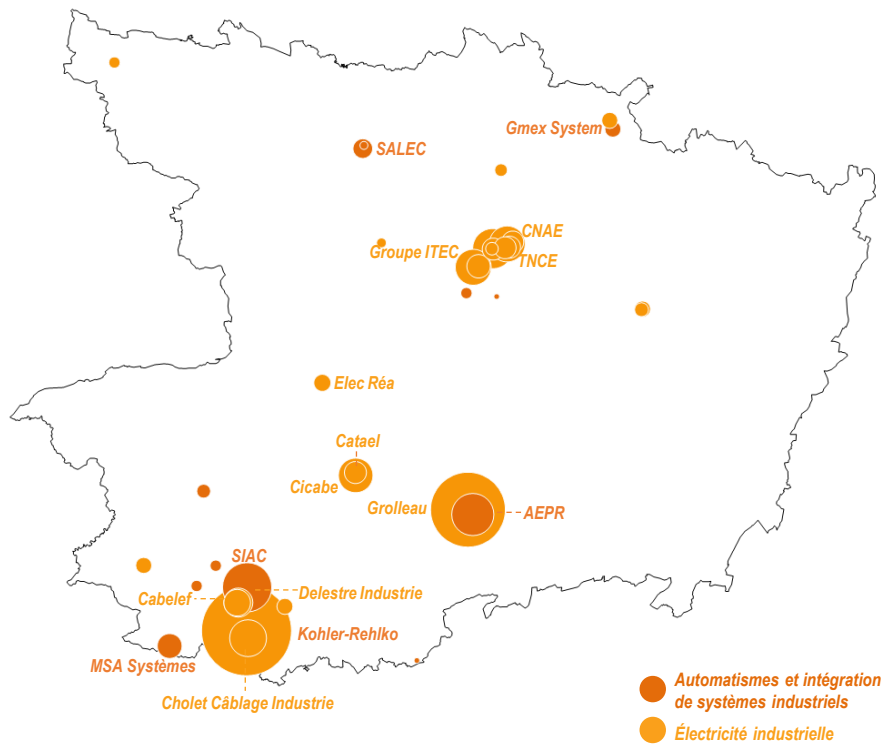 Gmex System
SALEC
CNAE
Groupe ITEC
TNCE
Elec Réa
Catael
Cicabe
Grolleau
AEPR
SIAC
Delestre Industrie
Cabelef
Kohler-Rehlko
MSA Systèmes
Cholet Câblage Industrie
Automatismes et intégration
de systèmes industriels
Électricité industrielle